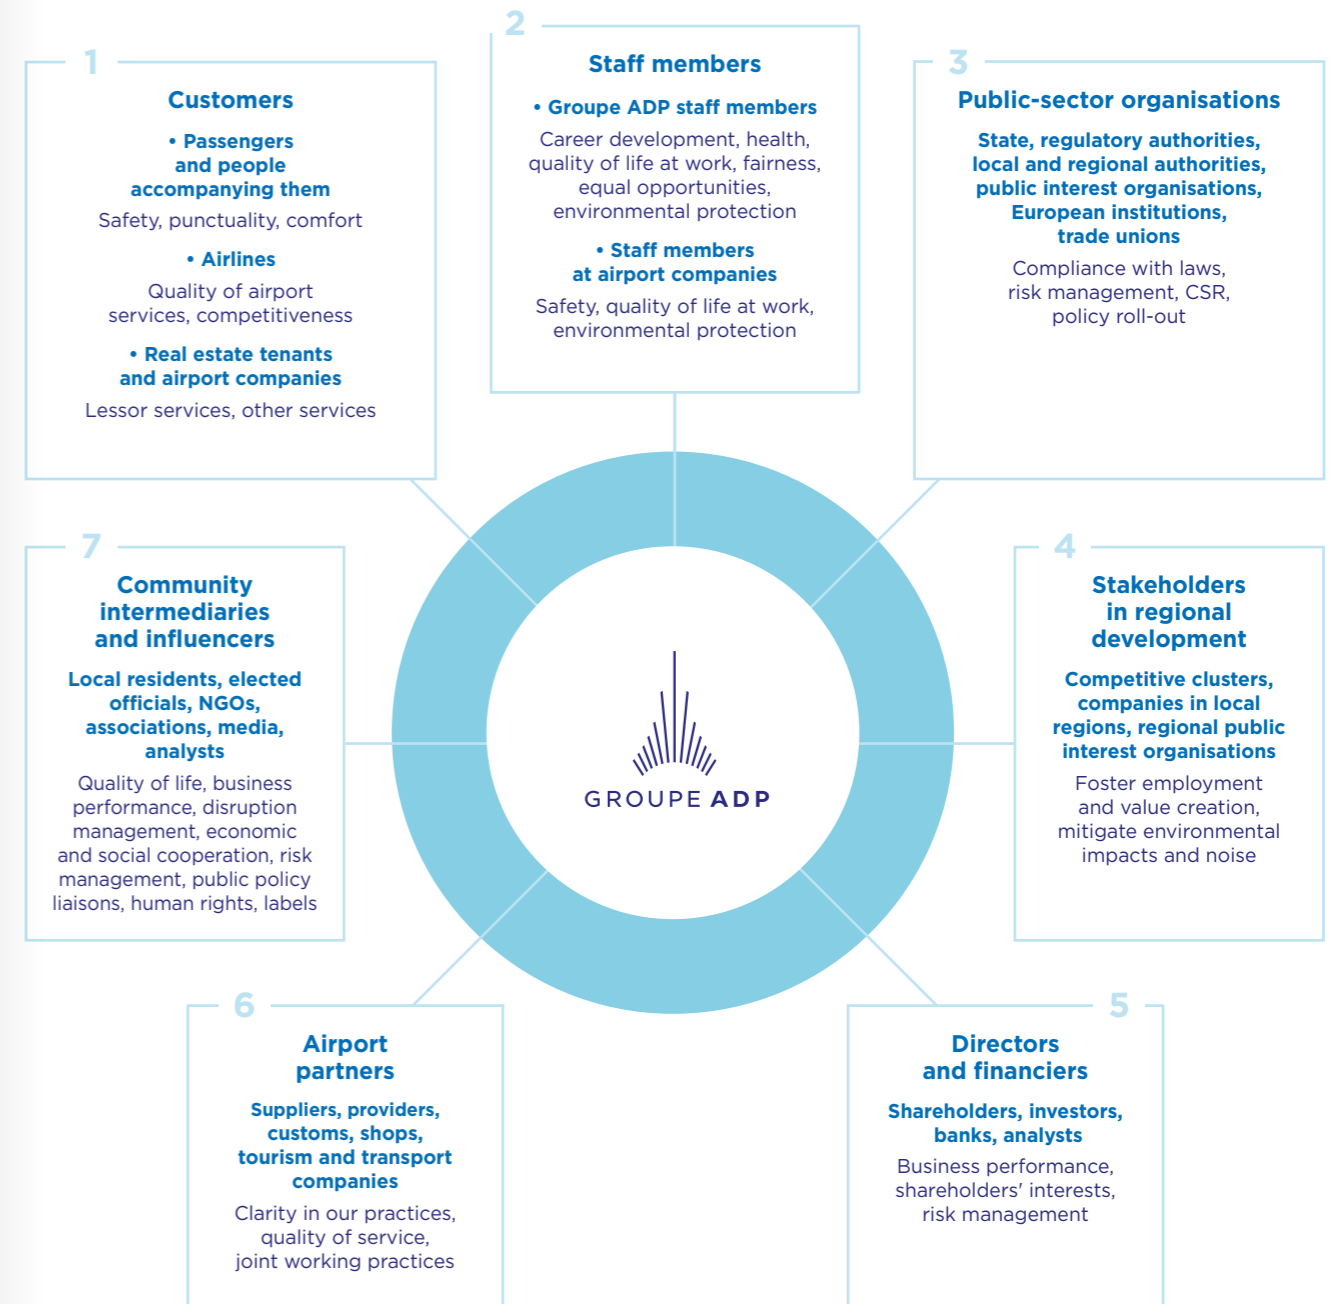 1
Customers
• Passengers
and people
accompanying them
Safety, punctuality, comfort
• Airlines
Quality of airport
services, competitiveness
• Real estate tenants
and airport companies
Lessor services, other services
2
Staff members
• Groupe ADP staff members
Career development, health,
quality of life at work, fairness,
equal opportunities,
environmental protection
• Staff members
at airport companies
Safety, quality of life at work,
environmental protection
3
Public-sector organisations
State, regulatory authorities,
local and regional authorities,
public interest organisations,
European institutions,
trade unions
Compliance with laws,
risk management, CSR,
policy roll-out
4
Stakeholders
in regional
development
Competitive clusters,
companies in local
regions, regional public
interest organisations
Foster employment
and value creation,
mitigate environmental
impacts and noise
5
Directors
and financiers
Shareholders, investors,
banks, analysts
Business performance,
shareholders' interests,
risk management
6
Airport
partners
Suppliers, providers,
customs, shops,
tourism and transport
companies
Clarity in our practices,
quality of service,
joint working practices
7
Community
intermediaries
and influencers
Local residents, elected
officials, NGOs,
associations, media,
analysts
Quality of life, business
performance, disruption
management, economic
and social cooperation, risk
management, public policy
liaisons, human rights, labels
GROUPE ADP